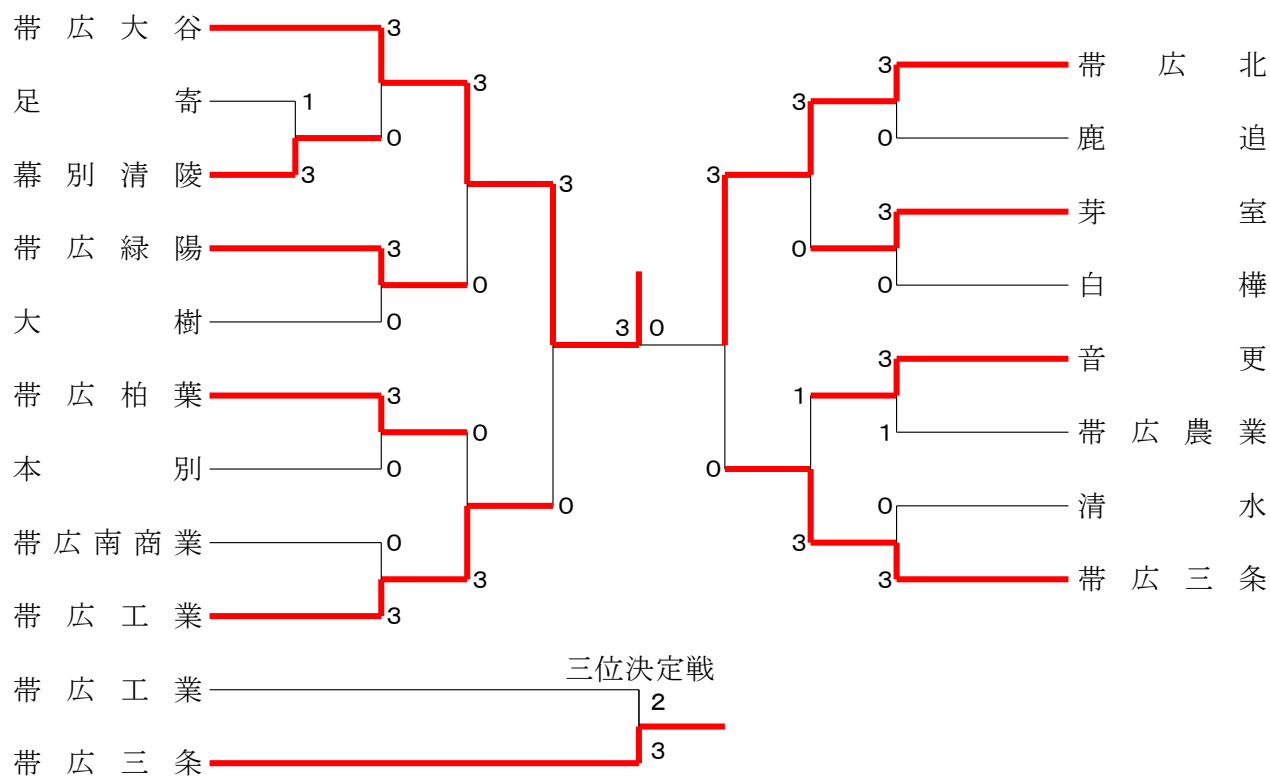 帯広大谷
3
3
足寄
1
0
幕別清陵
3
3
帯広緑陽
3
0
大樹
0
3 0
帯広柏葉
3
0
本別
0
0
帯広南商業
0
3
帯広工業
3
帯広北
3
3
鹿追
0
3
芽室
3
0
白樺
0
音更
3
1
帯広農業
1
0
清水
0
3
帯広三条
3
三位決定戦
帯広工業
2
帯広三条
3